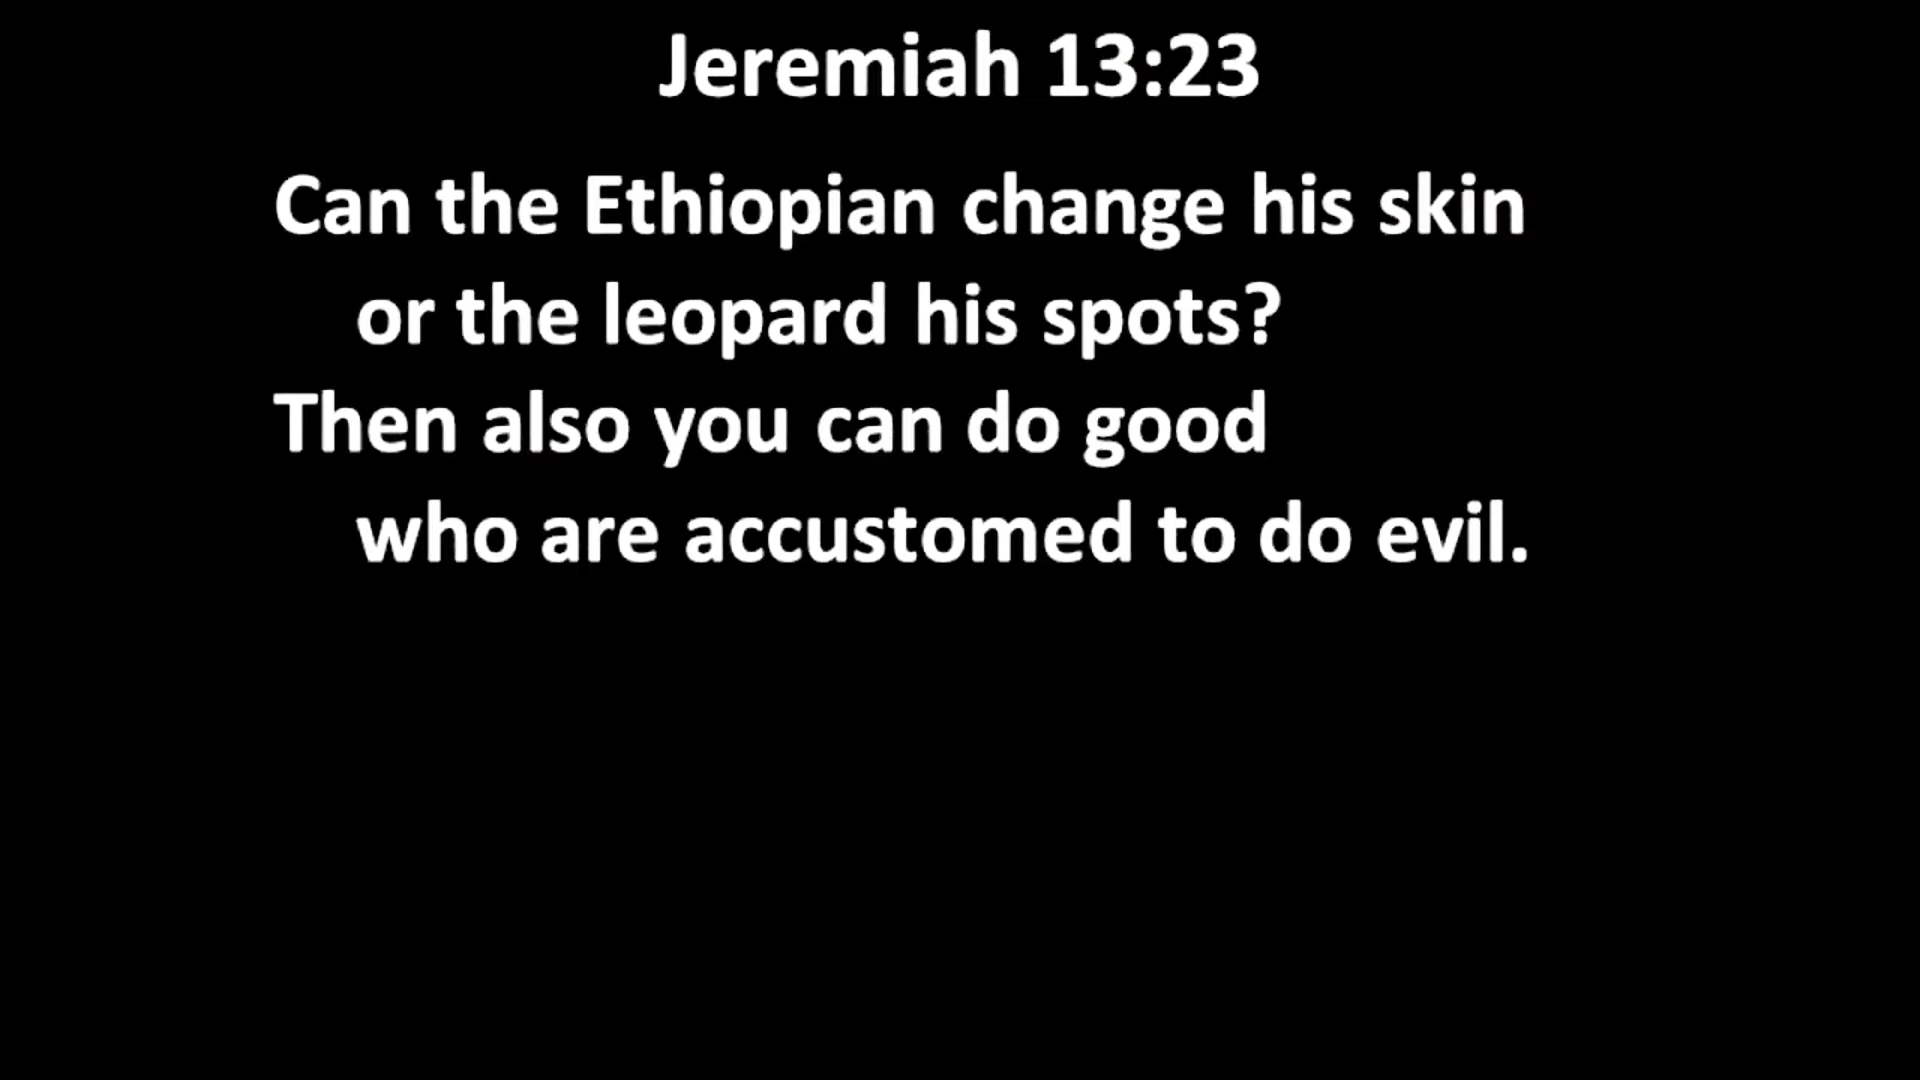 Jeremiah 13:23
Can the Ethiopian change his skin
or the leopard his spots?
Then also you can do good
who are accustomed to do evil.